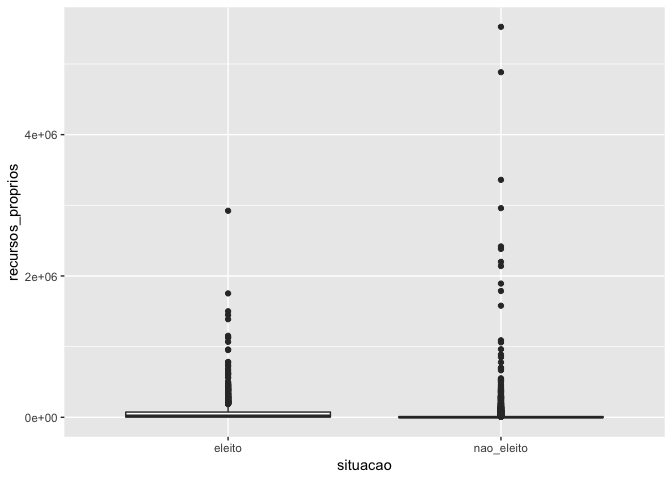 4e+06
2e+06
0e+00
recursos_proprios
eleito
nao_eleito
situacao